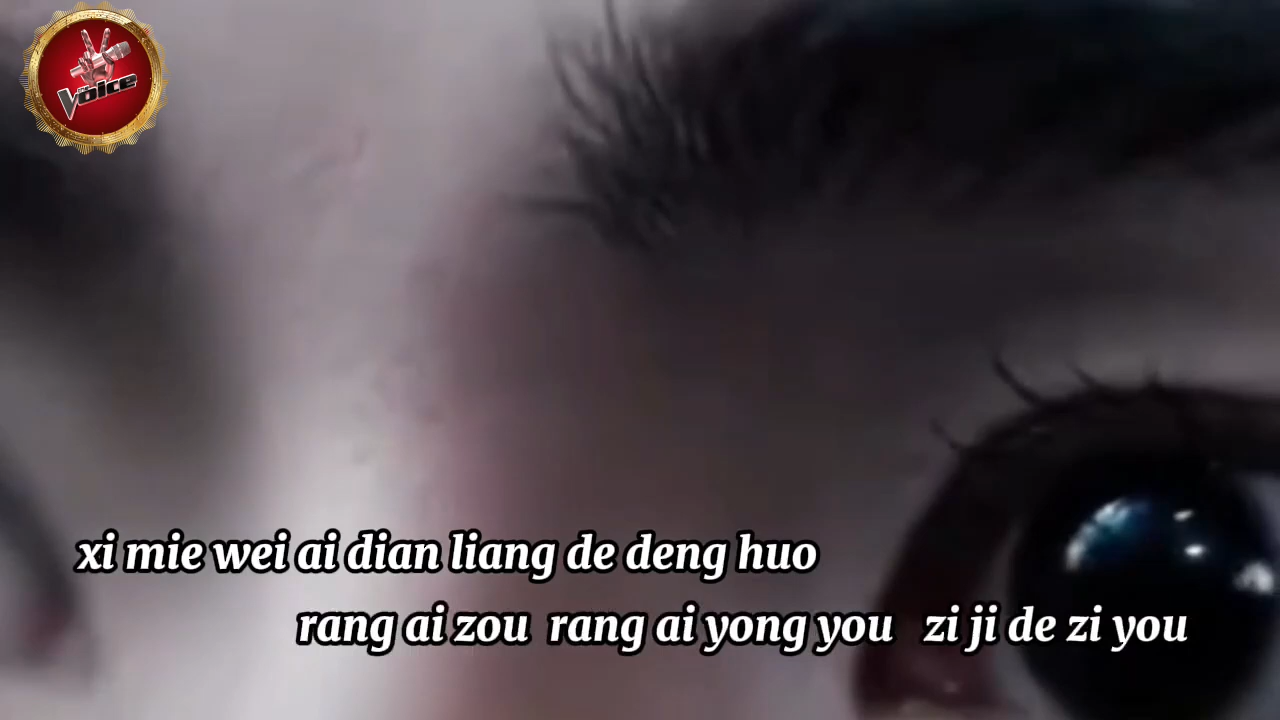 the Voice
xi mie wei ai dian liang de deng huo
rang ai zou rang ai yong you zi ji de zi you